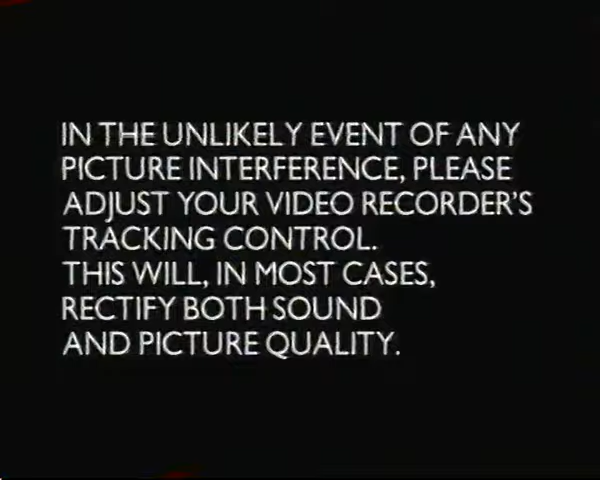 IN THE UNLIKELY EVENT OF ANY
PICTURE INTERFERENCE, PLEASE
ADJUST YOUR VIDEO RECORDER'S
TRACKING CONTROL.
THIS WILL, IN MOST CASES,
RECTIFY BOTH SOUND
AND PICTURE QUALITY.